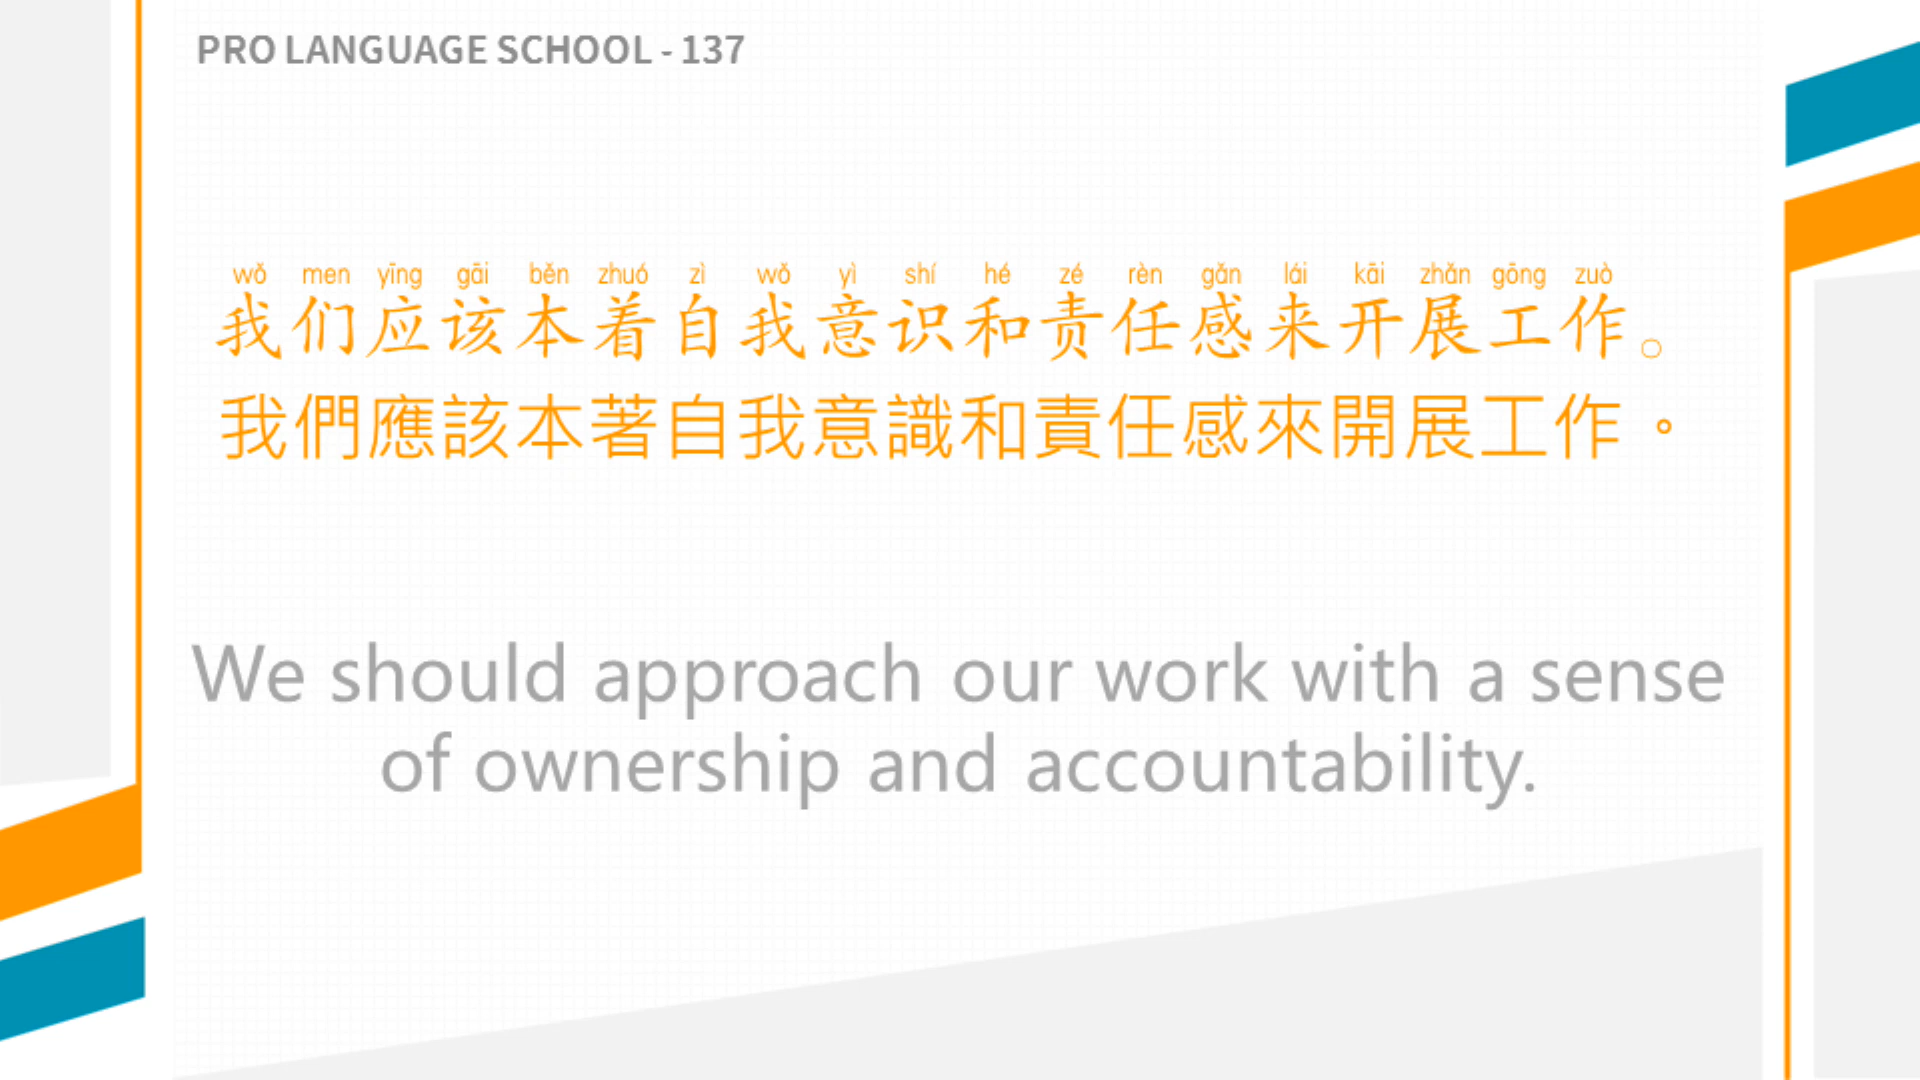 PRO LANGUAGE SCHOOL - 137
wǒ men yīng gāi běn zhuó zì wǒ yì shí hé zé rèn gǎn lái kāi zhǎn gōng zuò
我们应该本着自我意识和责任感来开展工作。
我們應該本著自我意識和責任感來開展工作。
We should approach our work with a sense
of ownership and accountability.